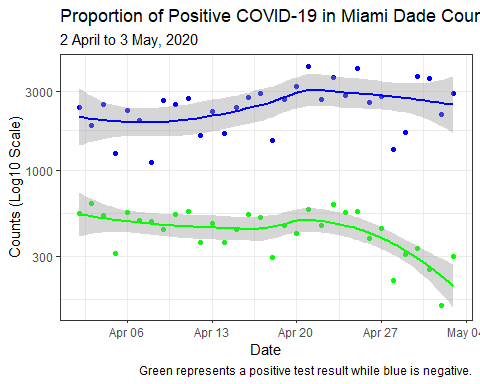 Proportion of Positive COVID-19 in Miami Dade Coun
2 April to 3 May, 2020
Counts (Log10 Scale)
3000
1000
300
Apr 06
Apr 13
Apr 20
Apr 27
May 04
Date
Green represents a positive test result while blue is negative.